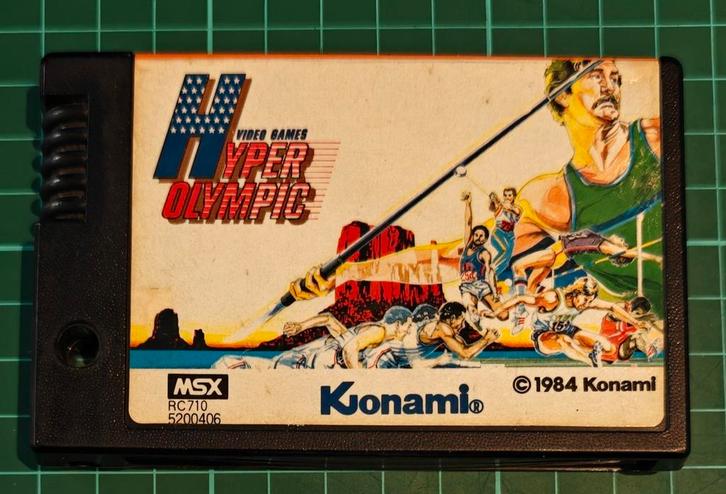 VIDEO GAMES
HYPER
OLYMPIC
MSX
RC710
5200406
Konami®
©1984 Konami